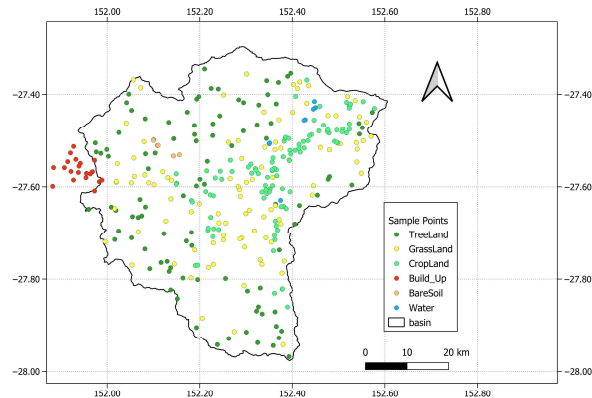 152.00 152.20 152.40 152.60 152.80
−27.40 −27.40
−27.60 −27.60
Sample Points
TreeLand
GrassLand
CropLand
−27.80 Build_Up −27.80
BareSoil
Water
basin
0 10 20 km
−28.00 −28.00
152.00 152.20 152.40 152.60 152.80